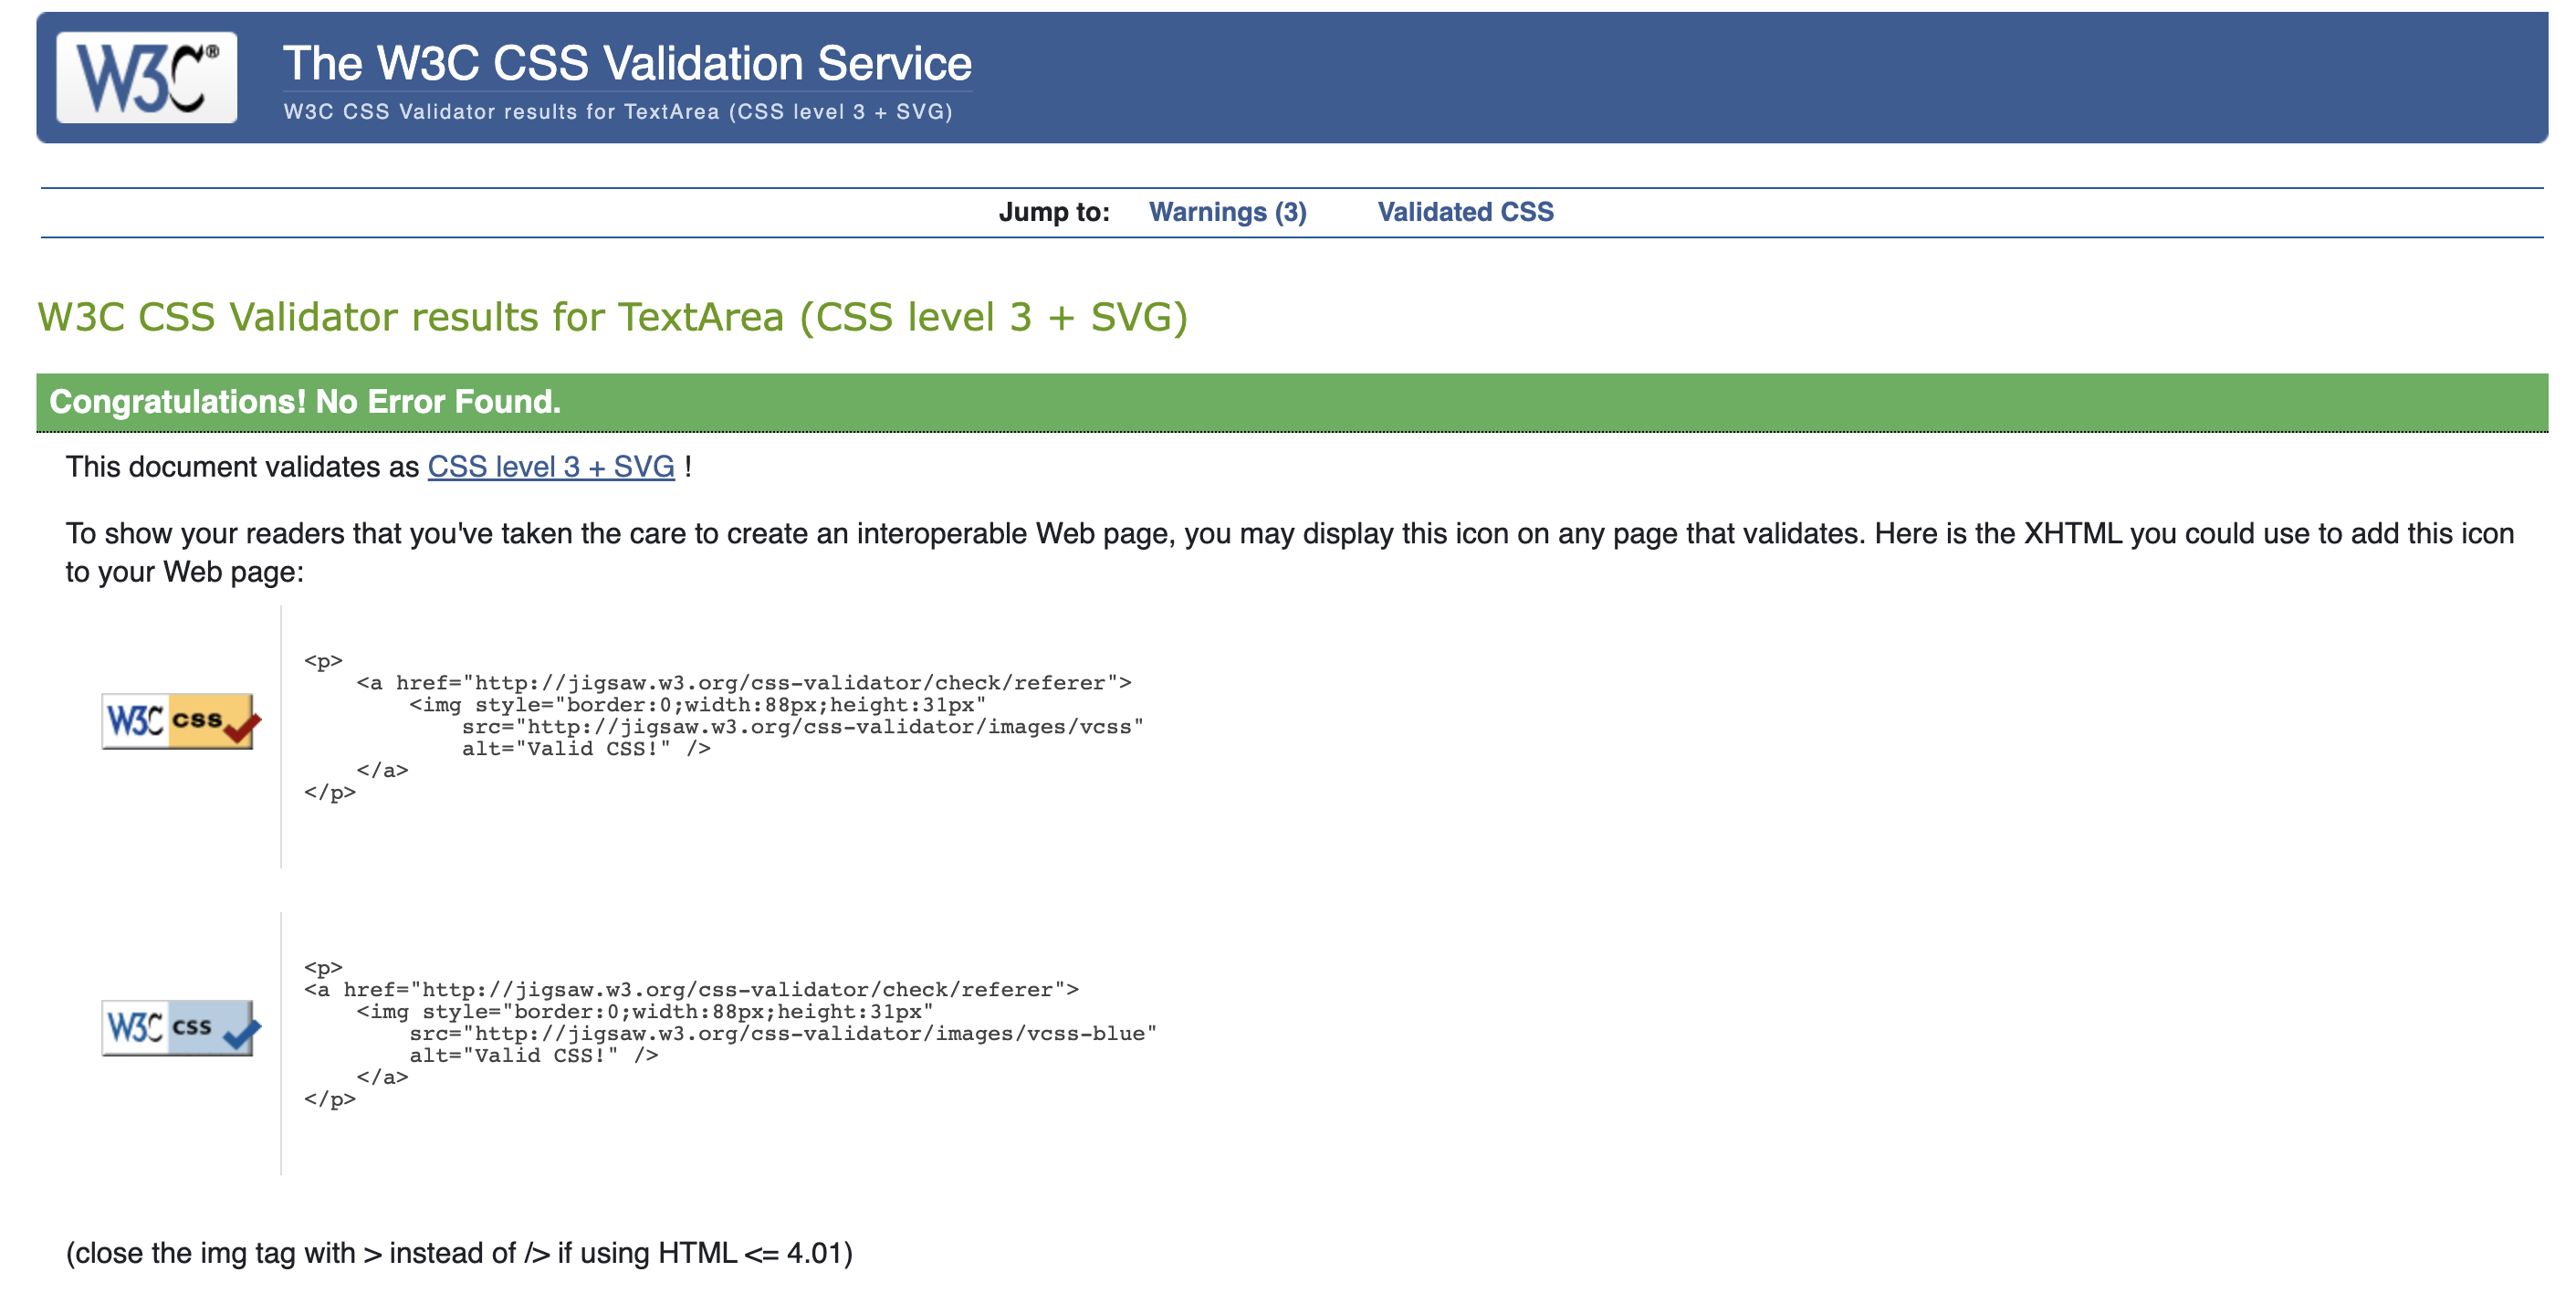 W3C®
The W3C CSS Validation Service
W3C CSS Validator results for TextArea (CSS level 3 + SVG)
Jump to: Warnings (3) Validated CSS
W3C CSS Validator results for TextArea (CSS level 3 + SVG)
Congratulations! No Error Found.
This document validates as CSS level 3 + SVG !
To show your readers that you've taken the care to create an interoperable Web page, you may display this icon on any page that validates. Here is the XHTML you could use to add this icon
to your Web page:
<p>
    <a href="http://jigsaw.w3.org/css-validator/check/referer">
        <img style="border:0;width:88px;height:31px"
            src="http://jigsaw.w3.org/css-validator/images/vcss"
W3C css
            alt="Valid CSS!" />
    </a>
</p>
<p>
<a href="http://jigsaw.w3.org/css-validator/check/referer">
    <img style="border:0;width:88px;height:31px"
W3C css
        src="http://jigsaw.w3.org/css-validator/images/vcss-blue"
        alt="Valid CSS!" />
    </a>
</p>
(close the img tag with > instead of /> if using HTML <= 4.01)